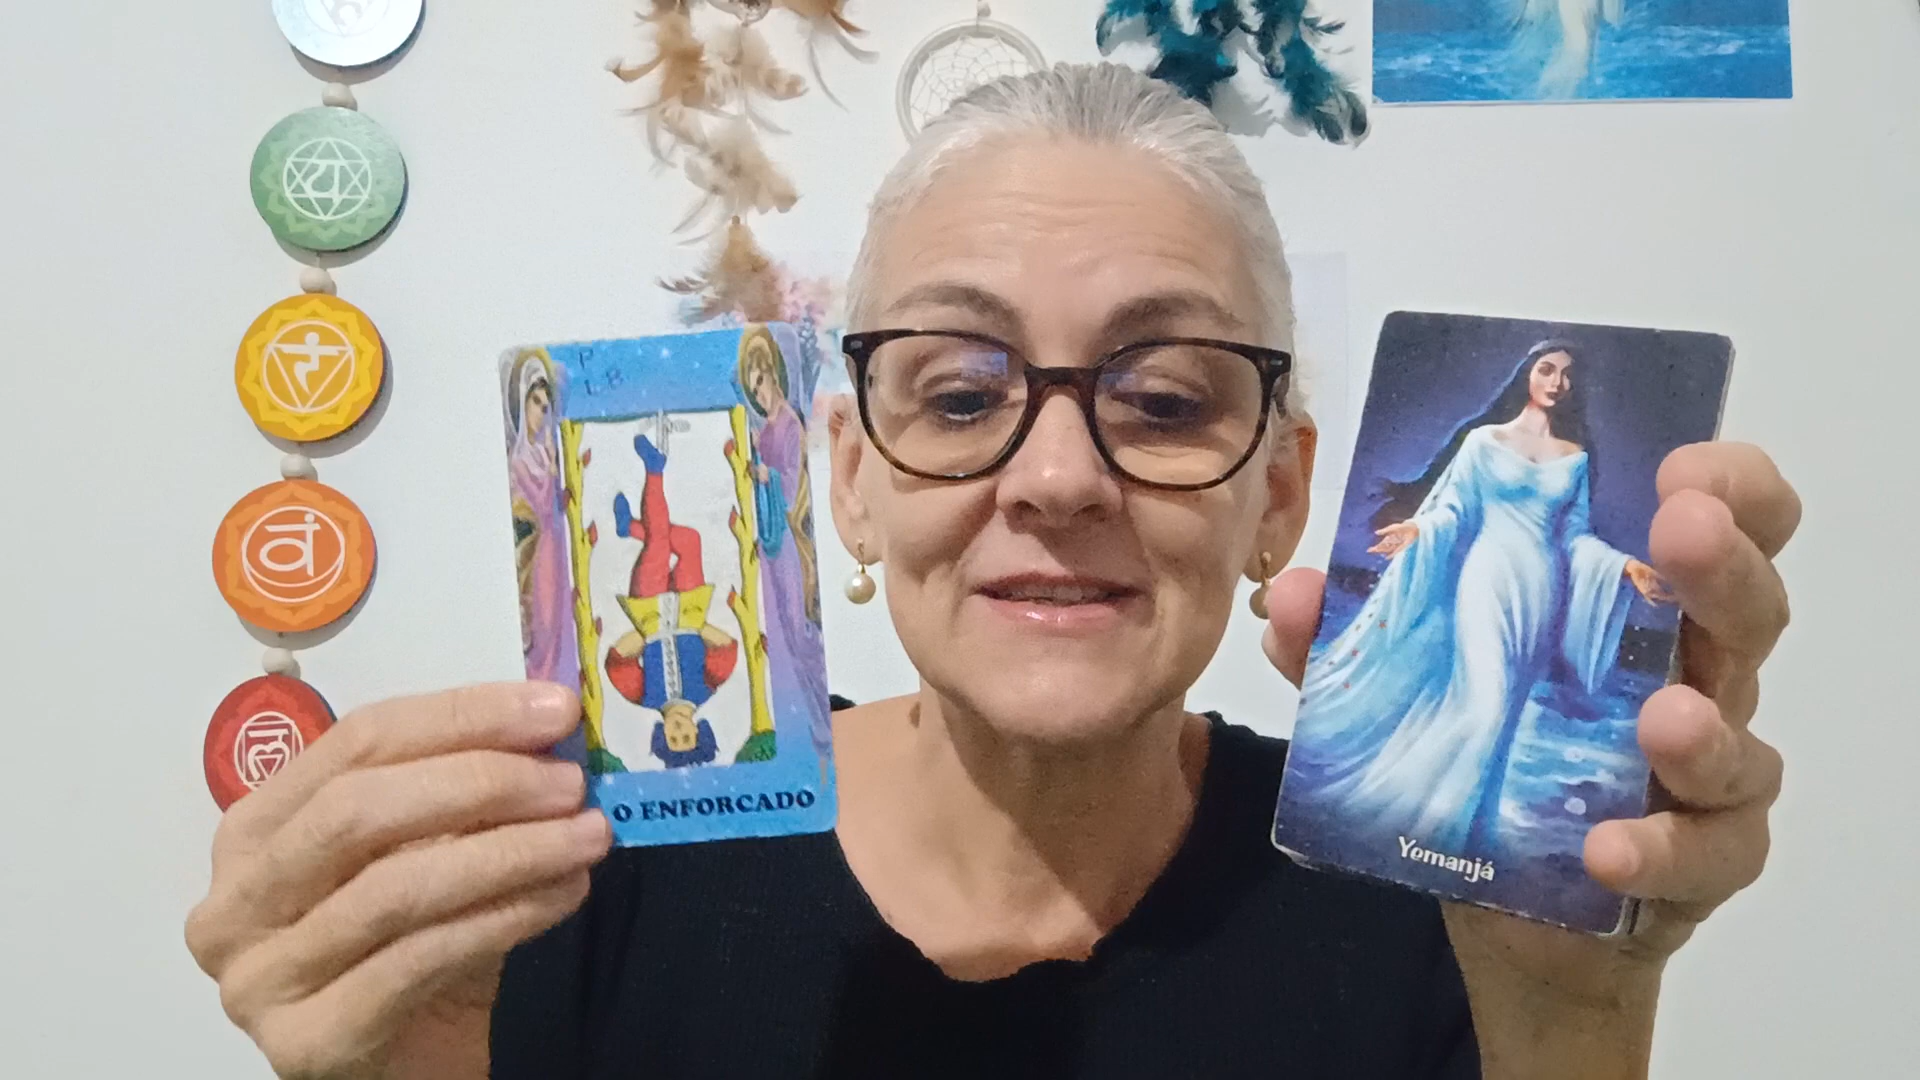 यं
रं
वं
लं
P
I. B
O ENFORCADO
Yemanjá